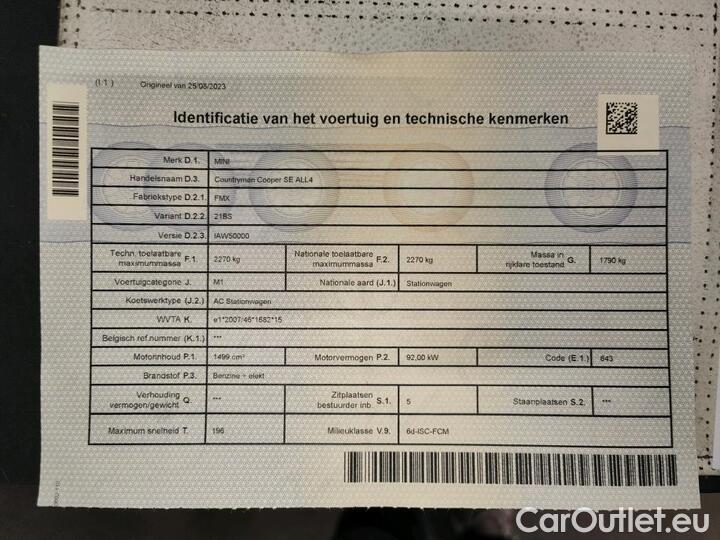 (I 1.) Origineel van 25/08/2023
Identificatie van het voertuig en technische kenmerken
Merk D.1. MINI
Handelsnaam D.3. Countryman Cooper SE ALL4
Fabriekstype D.2.1. FMX
Variant D.2.2. 21BS
Versie D.2.3. IAW50000
Techn. toelaatbare maximummassa F.1. 2270 kg Nationale toelaatbare maximummassa F.2. 2270 kg Massa in rijklare toestand G. 1790 kg
Voertuigcategorie J. M1 Nationale aard (J.1.) Stationwagen
Koetswerktype (J.2.) AC Stationwagen
WVTA K. e1*2007/46*1682*15
Belgisch ref.nummer (K.1.) ***
Motorinhoud P.1. 1499 cm³ Motorvermogen P.2. 92,00 kW Code (E.1.) 643
Brandstof P.3. Benzine + elekt
Verhouding vermogen/gewicht Q. *** Zitplaatsen bestuurder inb. S.1. 5 Staanplaatsen S.2. ***
Maximum snelheid T. 196 Milieuklasse V.9. 6d-ISC-FCM
CarOutlet.eu